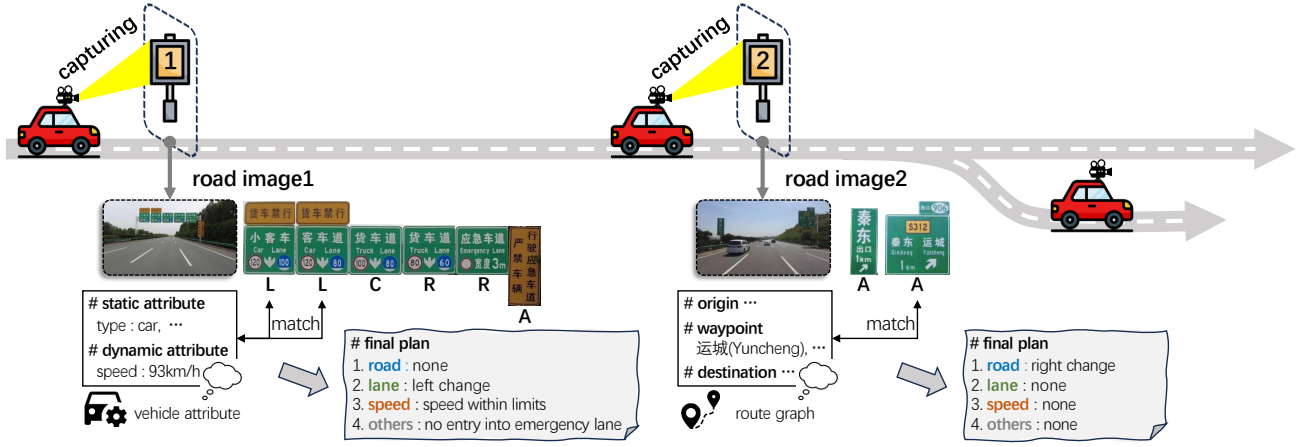 capturing
1
capturing
2
road image1
road image2
货车禁行
货车禁行
小客车
Car Lane
120 100
客车道
Car Lane
120 80
货车道
Truck Lane
100 80
货车道
Truck Lane
80 60
应急车道
Emergency Lane
宽度3m
严禁车辆
行驶应急车道
L
L
C
R
R
A
秦东
出口
1km
出口 906
S312
秦东 运城
Qindong Yuncheng
1km
A
A
# static attribute
type : car, ···
# dynamic attribute
speed : 93km/h
match
vehicle attribute
# final plan
1. road : none
2. lane : left change
3. speed : speed within limits
4. others : no entry into emergency lane
# origin ···
# waypoint
运城(Yuncheng), ···
# destination ···
match
route graph
# final plan
1. road : right change
2. lane : none
3. speed : none
4. others : none